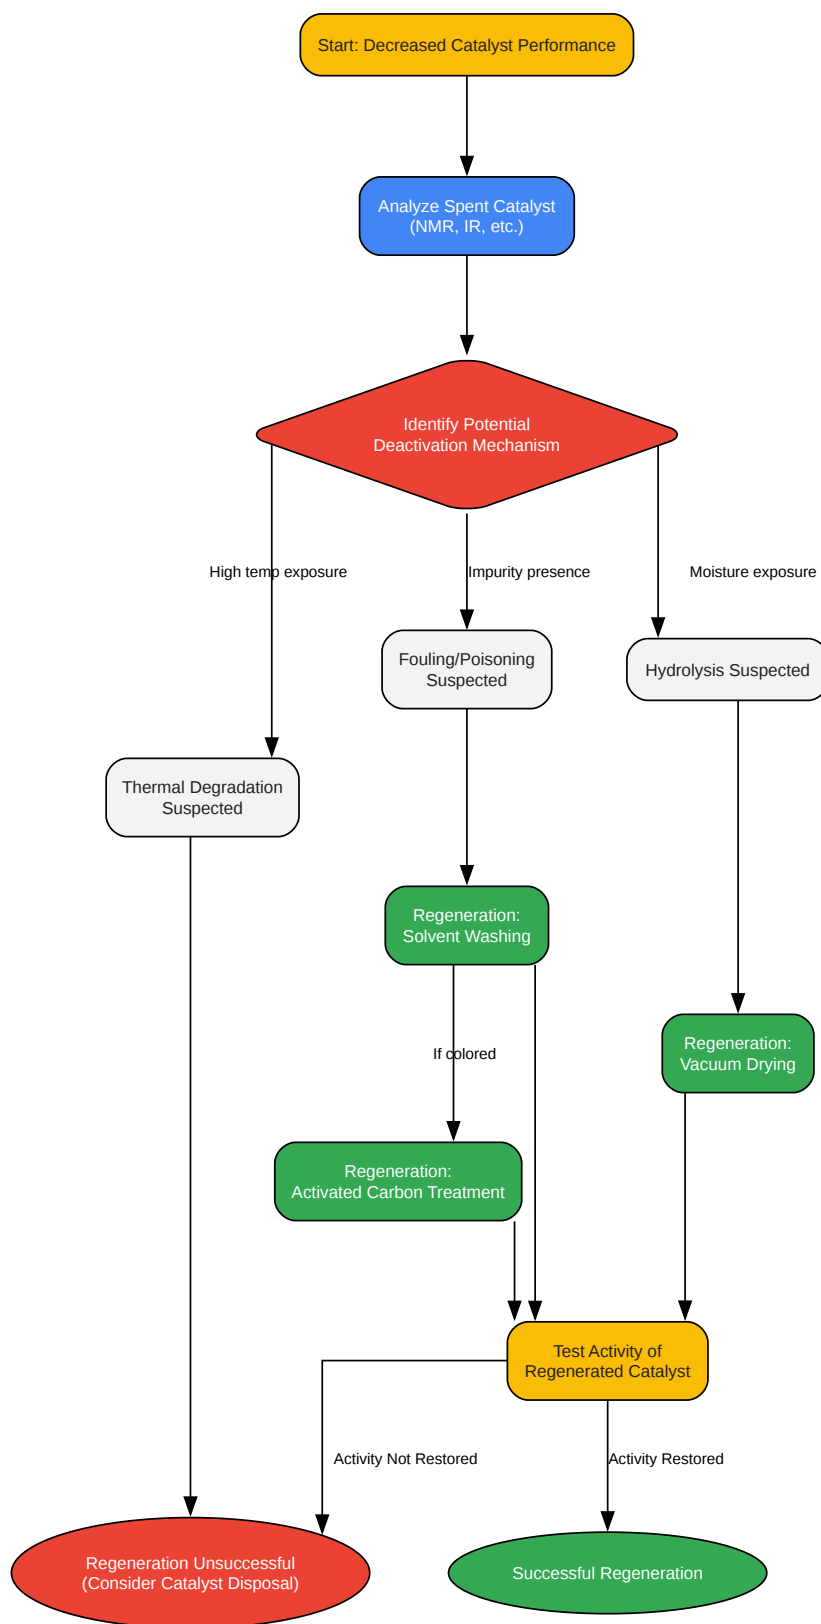 Start: Decreased Catalyst Performance
Analyze Spent Catalyst
(NMR, IR, etc.)
Identify Potential
Deactivation Mechanism
High temp exposure
Impurity presence
Moisture exposure
Fouling/Poisoning
Suspected
Hydrolysis Suspected
Thermal Degradation
Suspected
Regeneration:
Solvent Washing
Regeneration:
Vacuum Drying
If colored
Regeneration:
Activated Carbon Treatment
Test Activity of
Regenerated Catalyst
Activity Not Restored
Activity Restored
Regeneration Unsuccessful
(Consider Catalyst Disposal)
Successful Regeneration